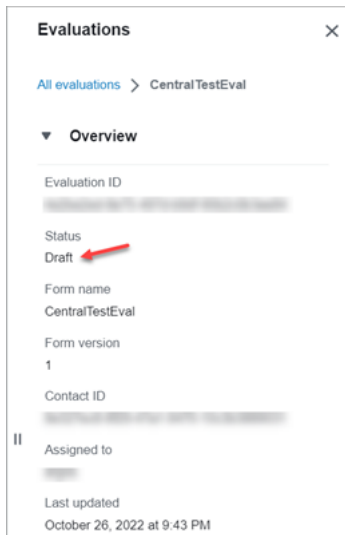 Evaluations
All evaluations > CentralTestEval
Overview
Evaluation ID
Status
Draft
Form name
CentralTestEval
Form version
1
Contact ID
Assigned to
Last updated
October 26, 2022 at 9:43 PM